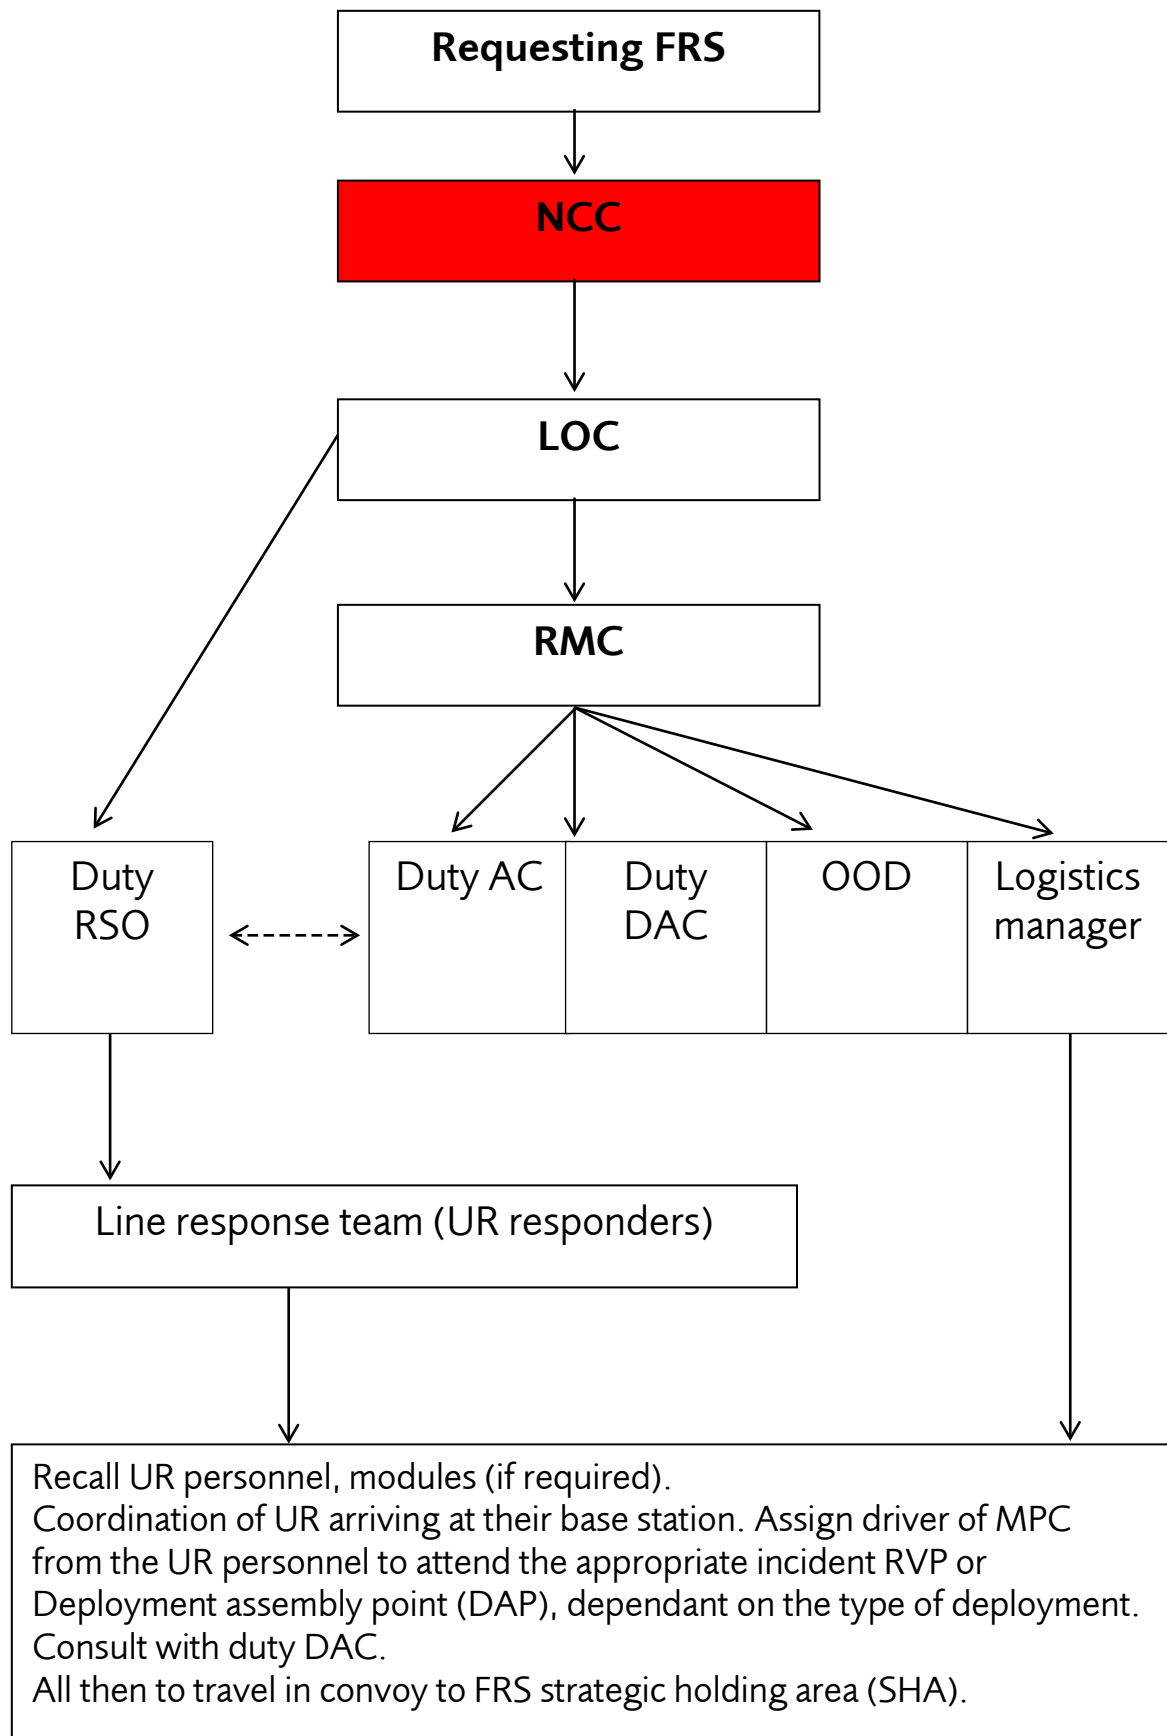 Requesting FRS
NCC
LOC
RMC
Duty
RSO
Duty AC
Duty
DAC
OOD
Logistics
manager
Line response team (UR responders)
Recall UR personnel, modules (if required).
Coordination of UR arriving at their base station. Assign driver of MPC
from the UR personnel to attend the appropriate incident RVP or
Deployment assembly point (DAP), dependant on the type of deployment.
Consult with duty DAC.
All then to travel in convoy to FRS strategic holding area (SHA).